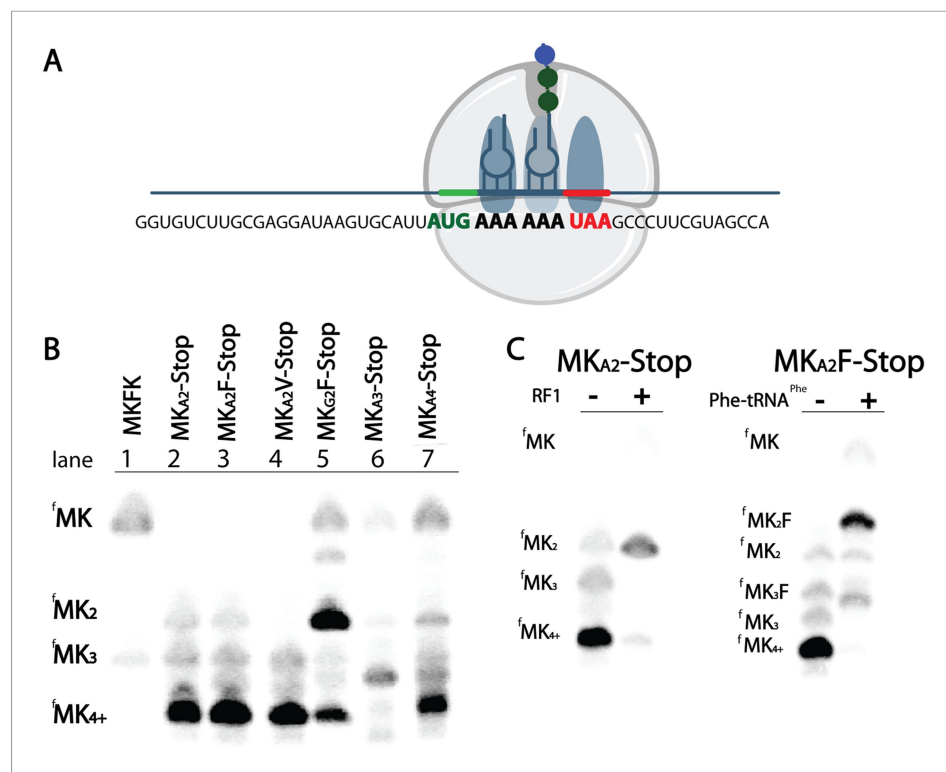 A
GGUGUCUUGCGAGGAUAAGUGCAUUAUG AAA AAA UAAGCCCUUCGUAGCCA
B
MKFK
MKA2-Stop
MKA2F-Stop
MKA2V-Stop
MKG2F-Stop
MKA3-Stop
MKA4-Stop
lane 1 2 3 4 5 6 7
fMK
fMK2
fMK3
fMK4+
C
MKA2-Stop
RF1 - +
fMK
fMK2
fMK3
fMK4+
MKA2F-Stop
Phe-tRNAPhe - +
fMK
fMK2F
fMK2
fMK3F
fMK3
fMK4+